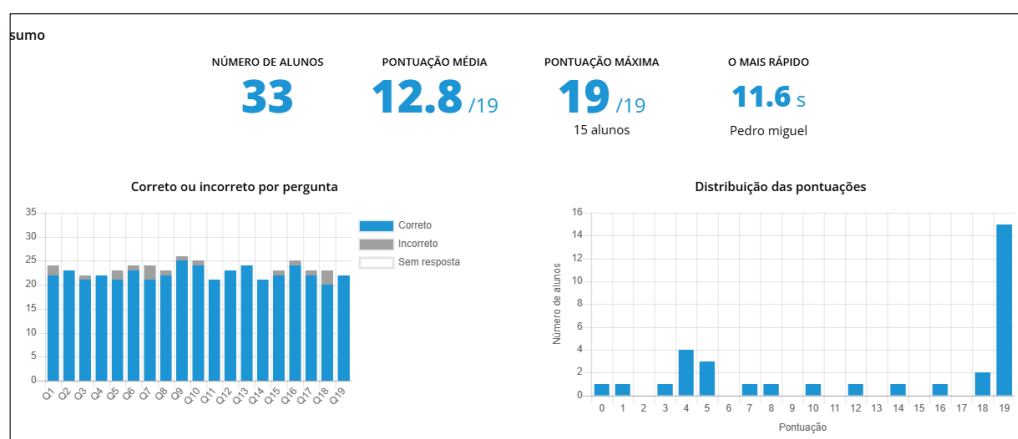 sumo
NÚMERO DE ALUNOS
33
PONTUAÇÃO MÉDIA
12.8 /19
PONTUAÇÃO MÁXIMA
19 /19
15 alunos
O MAIS RÁPIDO
11.6 s
Pedro miguel
Correto ou incorreto por pergunta
35
30
25
20
15
10
5
0
Q1 Q2 Q3 Q4 Q5 Q6 Q7 Q8 Q9 Q10 Q11 Q12 Q13 Q14 Q15 Q16 Q17 Q18 Q19
Correto
Incorreto
Sem resposta
Distribuição das pontuações
Número de alunos
16
14
12
10
8
6
4
2
0
0 1 2 3 4 5 6 7 8 9 10 11 12 13 14 15 16 17 18 19
Pontuação